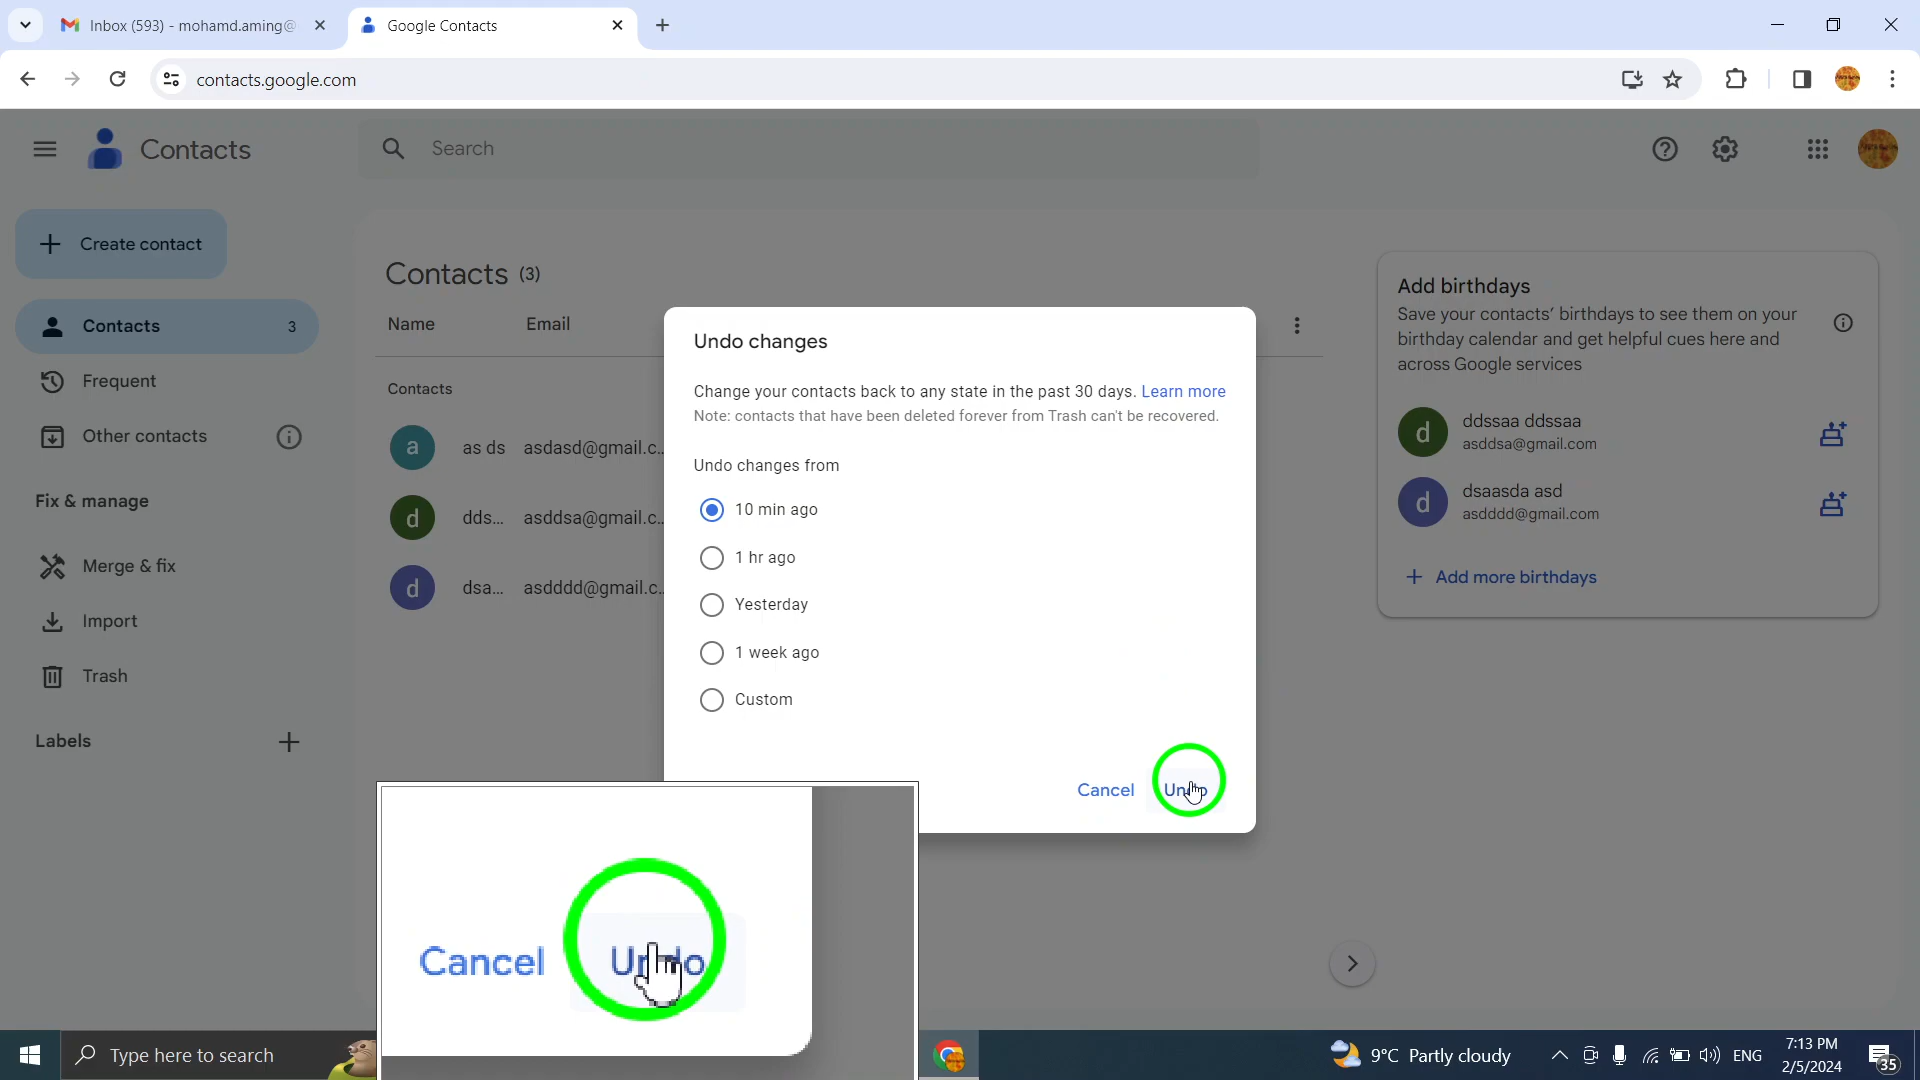 Inbox (593) - mohamd.aming@
Google Contacts
contacts.google.com
Contacts
Search
Create contact
Contacts 3
Frequent
Other contacts
Fix & manage
Merge & fix
Import
Trash
Labels
Contacts (3)
Name Email
Contacts
a as ds asdasd@gmail.c...
d dds... asddsa@gmail.c...
d dsa... asdddd@gmail.c...
Undo changes
Change your contacts back to any state in the past 30 days. Learn more
Note: contacts that have been deleted forever from Trash can't be recovered.
Undo changes from
10 min ago
1 hr ago
Yesterday
1 week ago
Custom
Cancel Undo
Add birthdays
Save your contacts’ birthdays to see them on your
birthday calendar and get helpful cues here and
across Google services
d ddssaa ddssaa
asddsa@gmail.com
d dsaasda asd
asdddd@gmail.com
Add more birthdays
Cancel Undo
Type here to search
9°C Partly cloudy
ENG
7:13 PM
2/5/2024
35